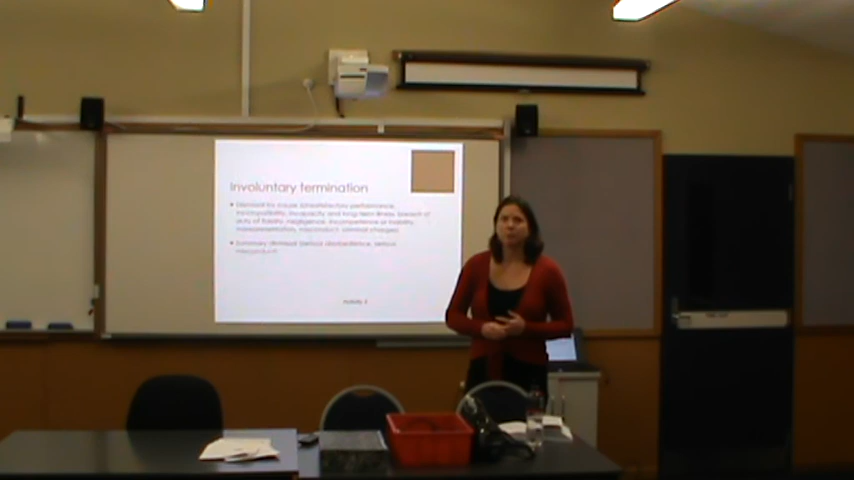 Involuntary termination
• Dismissal for cause (unsatisfactory performance,
incompatibility, incapacity and long-term illness, breach of
duty of fidelity, negligence, incompetence or inability,
misrepresentation, misconduct, criminal charges)
• Summary dismissal (serious disobedience, serious
misconduct)